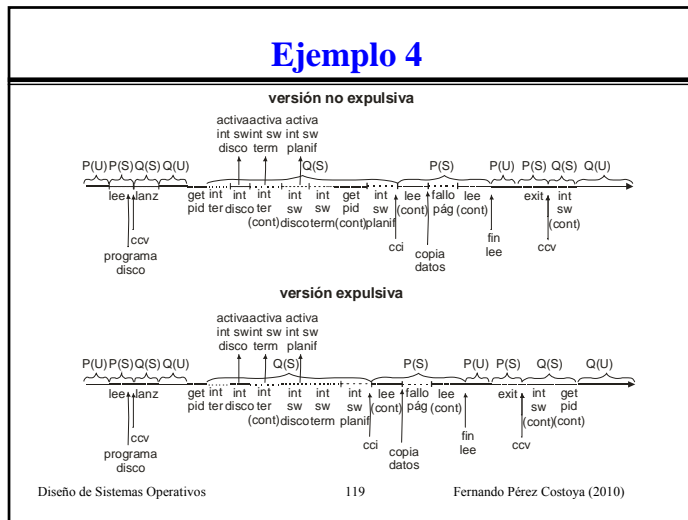 Ejemplo 4
versión no expulsiva
activa activa activa
int sw int sw int sw
disco term planif
P(U) P(S) Q(S) Q(U) Q(S) P(S) P(U) P(S) Q(S) Q(U)
lee lanz get int int int int int get int lee fallo lee exit int
pid ter disco ter sw sw pid sw (cont) pág (cont) sw
(cont) disco term (cont) planif (cont)
ccv cci copia fin ccv
programa datos lee
disco
versión expulsiva
activa activa activa
int sw int sw int sw
disco term planif
P(U) P(S) Q(S) Q(U) Q(S) P(S) P(U) P(S) Q(S) Q(U)
lee lanz get int int int int int int lee fallo lee exit int get
pid ter disco ter sw sw sw (cont) pág (cont) sw pid
(cont) disco term planif (cont) (cont)
ccv cci copia fin ccv
programa datos lee
disco
Diseño de Sistemas Operativos 119 Fernando Pérez Costoya (2010)